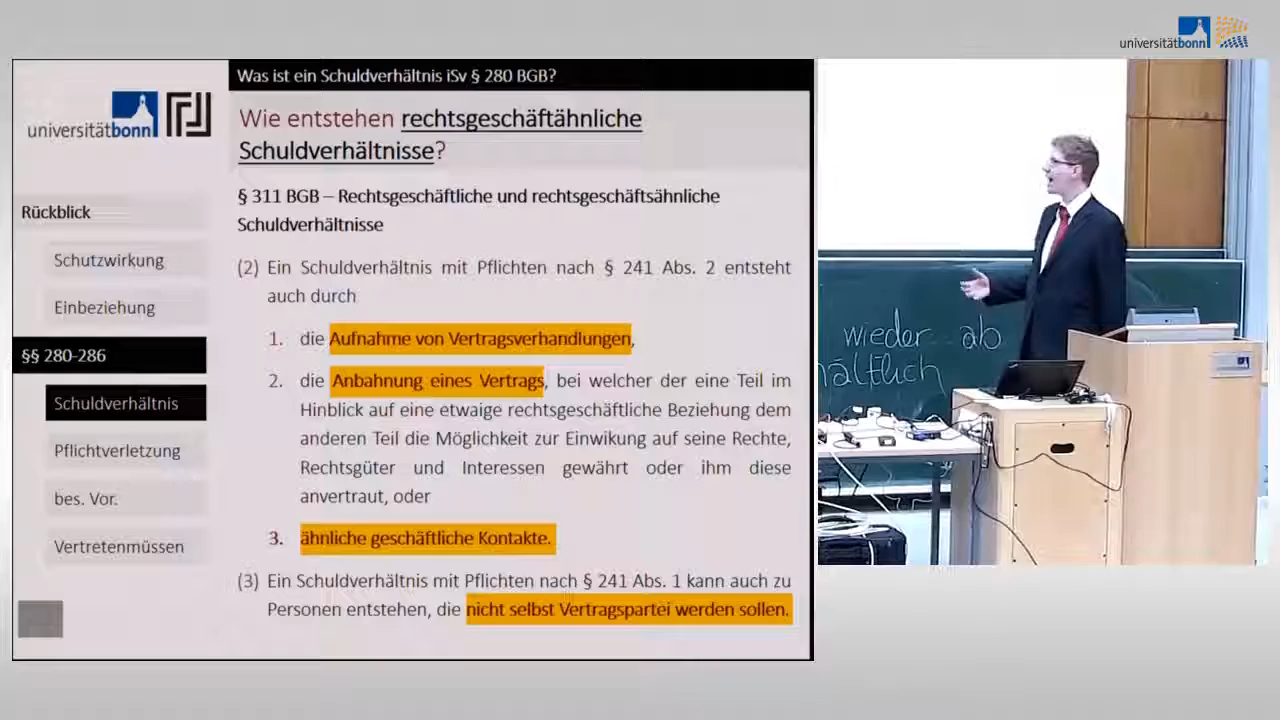 universitätbonn
Was ist ein Schuldverhältnis iSv § 280 BGB?
universitätbonn
Wie entstehen rechtsgeschäftähnliche
Schuldverhältnisse?
§ 311 BGB – Rechtsgeschäftliche und rechtsgeschäftsähnliche
Schuldverhältnisse
(2) Ein Schuldverhältnis mit Pflichten nach § 241 Abs. 2 entsteht
auch durch
1. die Aufnahme von Vertragsverhandlungen,
2. die Anbahnung eines Vertrags, bei welcher der eine Teil im
Hinblick auf eine etwaige rechtsgeschäftliche Beziehung dem
anderen Teil die Möglichkeit zur Einwikung auf seine Rechte,
Rechtsgüter und Interessen gewährt oder ihm diese
anvertraut, oder
3. ähnliche geschäftliche Kontakte.
(3) Ein Schuldverhältnis mit Pflichten nach § 241 Abs. 1 kann auch zu
Personen entstehen, die nicht selbst Vertragspartei werden sollen.
Rückblick
Schutzwirkung
Einbeziehung
§§ 280-286
Schuldverhältnis
Pflichtverletzung
bes. Vor.
Vertretenmüssen
wieder ab
hältlich